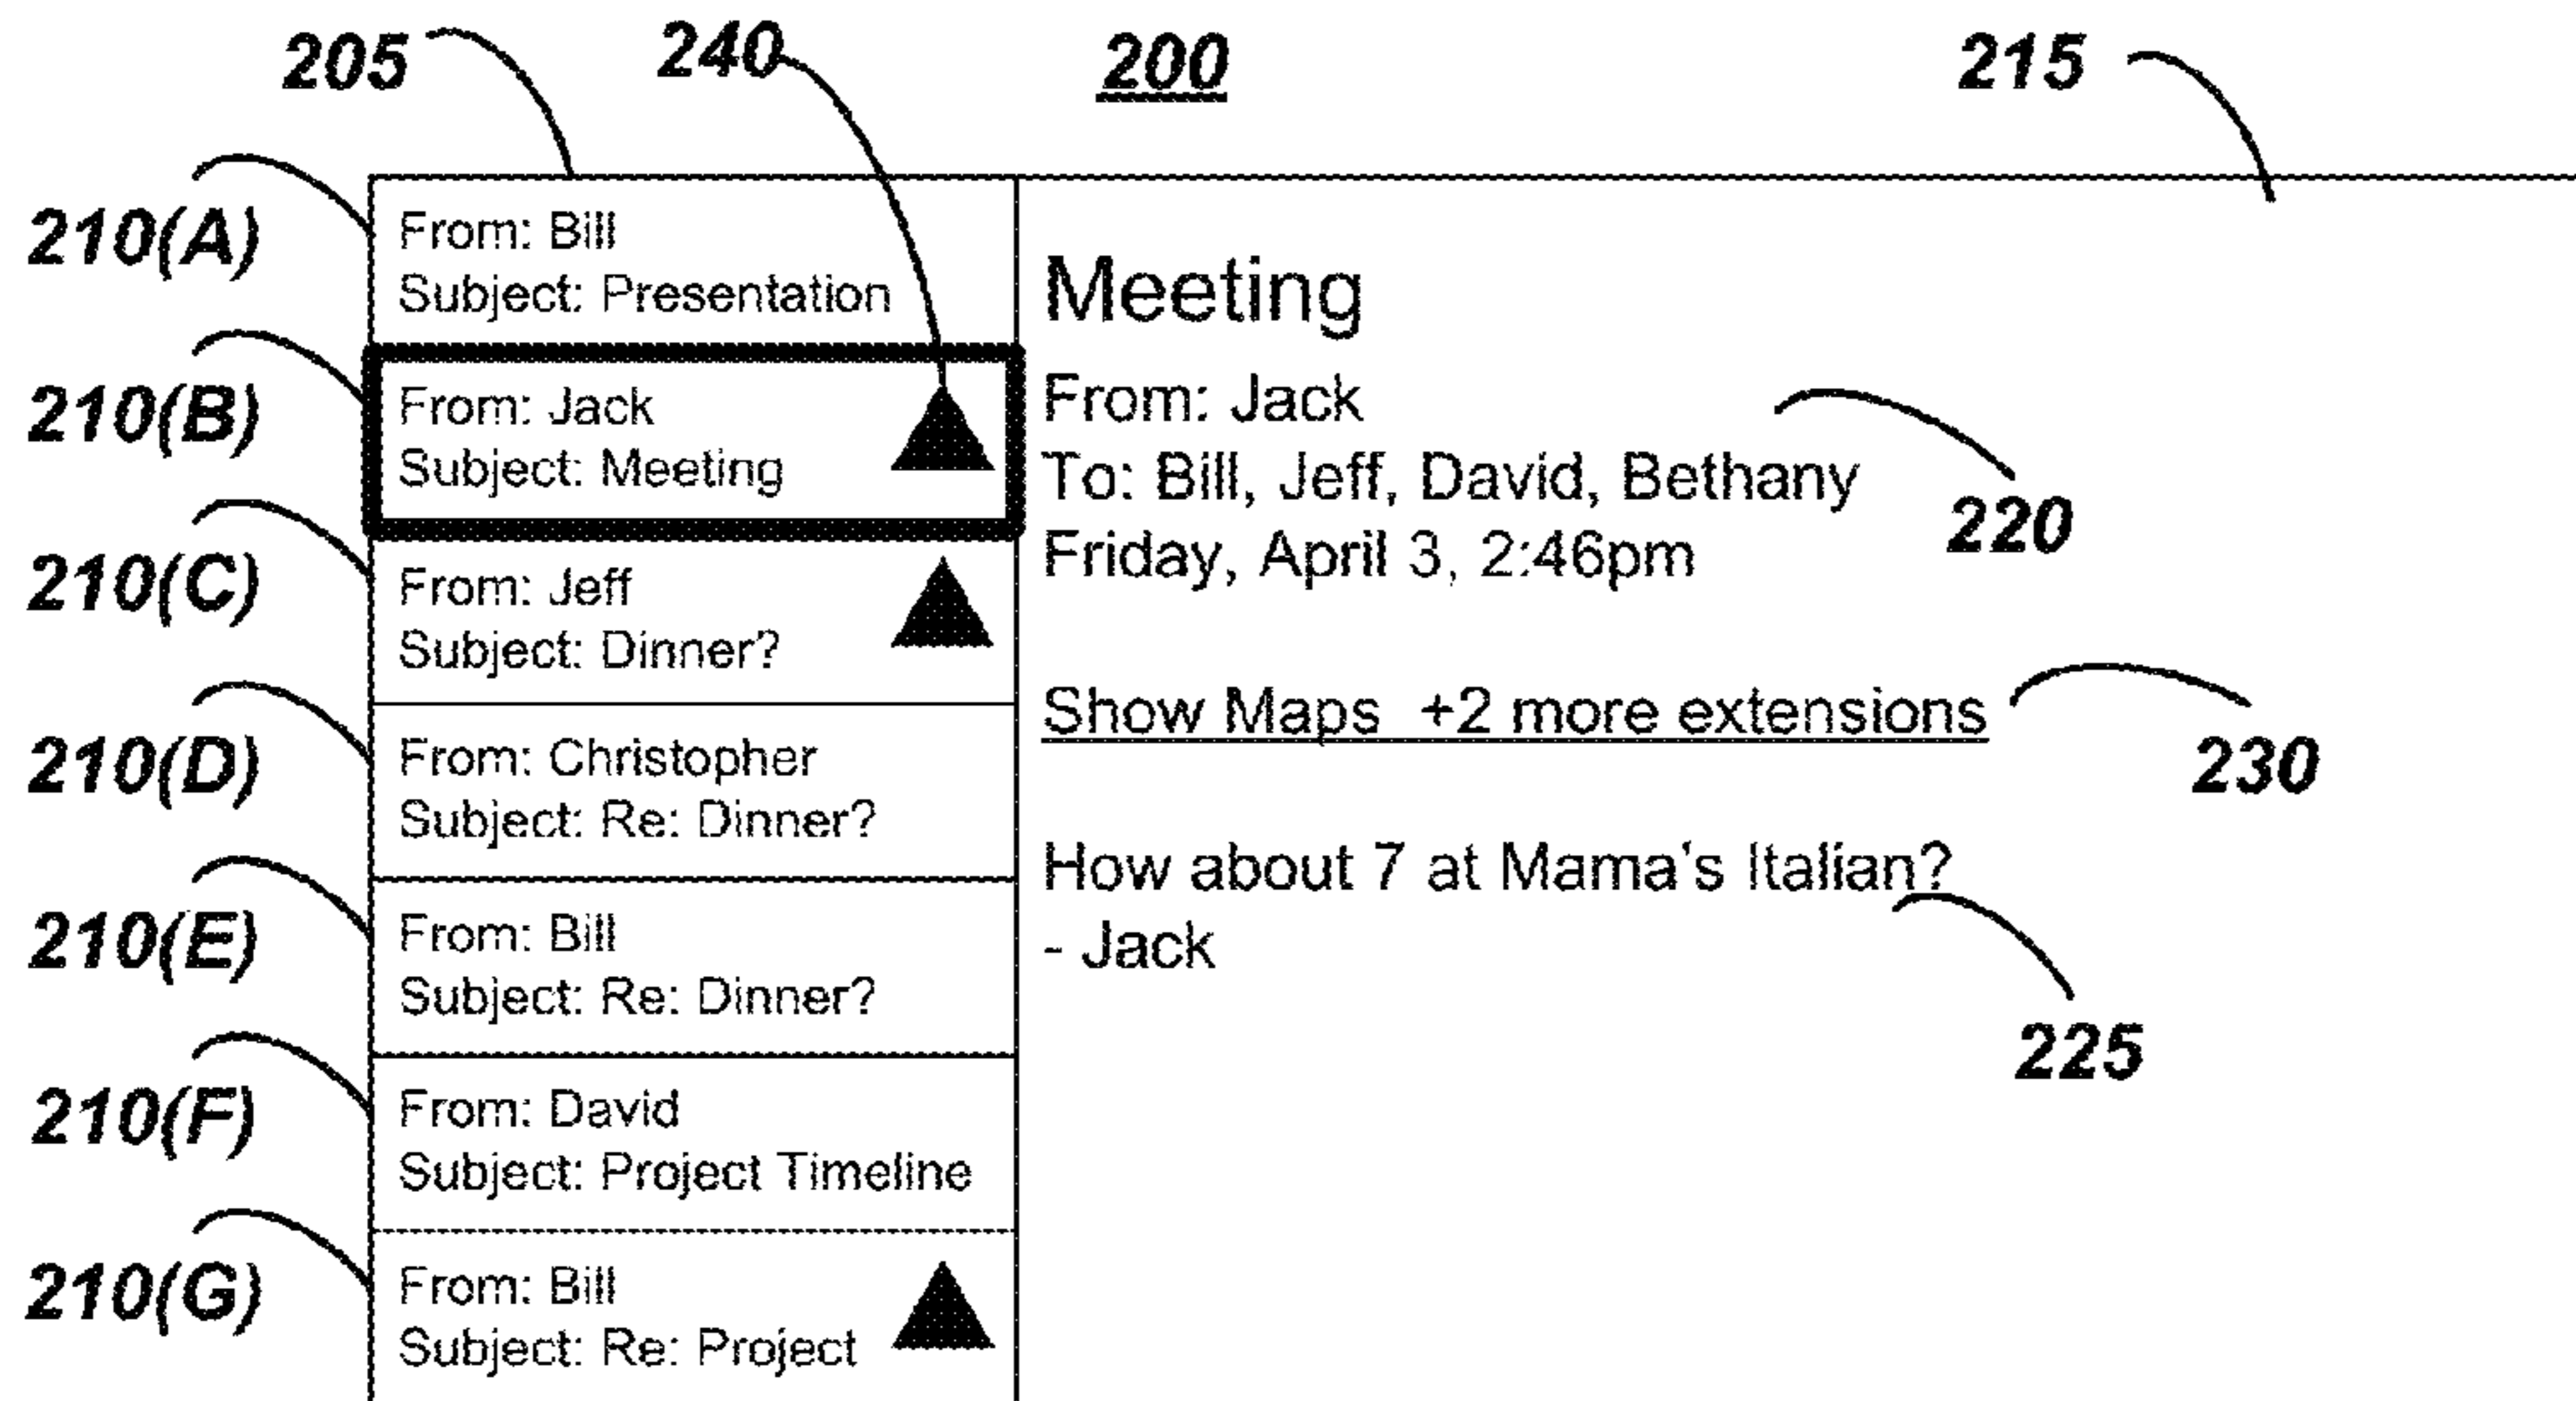 205 240 200 215
210(A)
From: Bill
Subject: Presentation
210(B)
From: Jack
Subject: Meeting
210(C)
From: Jeff
Subject: Dinner?
210(D)
From: Christopher
Subject: Re: Dinner?
210(E)
From: Bill
Subject: Re: Dinner?
210(F)
From: David
Subject: Project Timeline
210(G)
From: Bill
Subject: Re: Project
Meeting
From: Jack
To: Bill, Jeff, David, Bethany
Friday, April 3, 2:46pm
220
Show Maps +2 more extensions
230
How about 7 at Mama's Italian?
- Jack
225